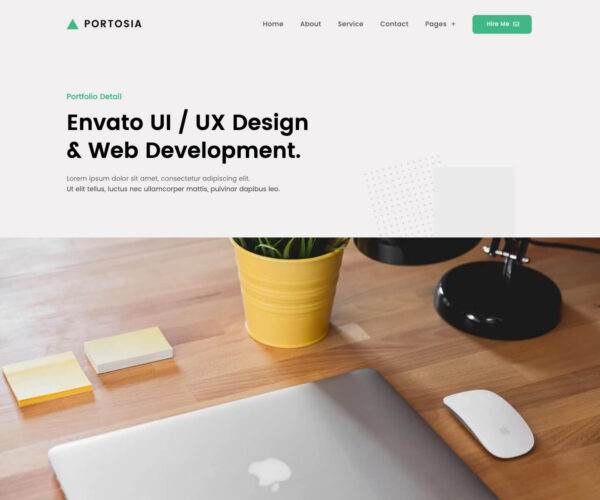 PORTOSIA
Home About Service Contact Pages + Hire Me
Portfolio Detail
Envato UI / UX Design
& Web Development.
Lorem ipsum dolor sit amet, consectetur adipiscing elit.
Ut elit tellus, luctus nec ullamcorper mattis, pulvinar dapibus leo.